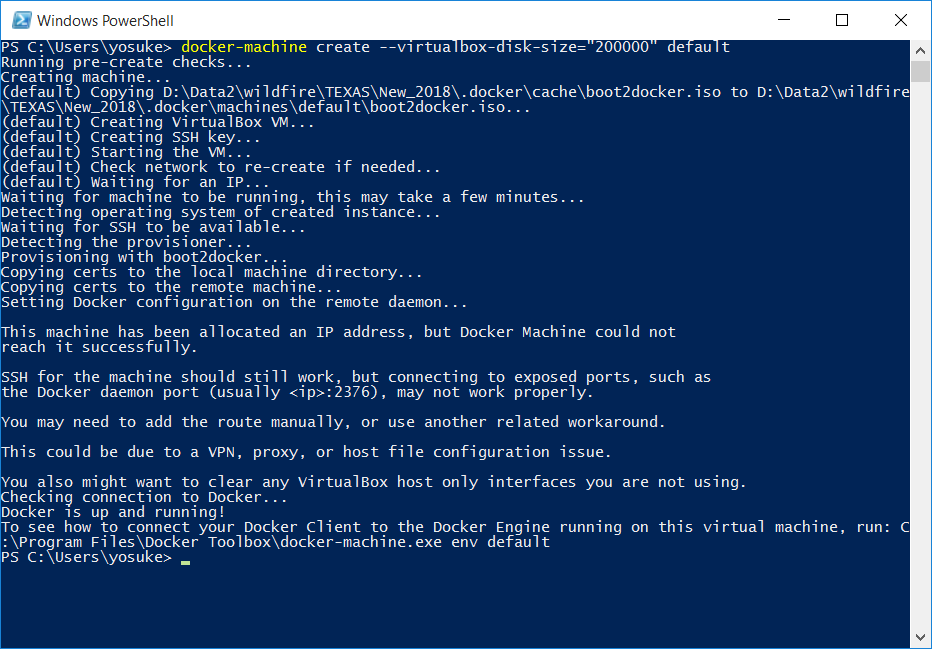 Windows PowerShell
PS C:\Users\yosuke> docker-machine create --virtualbox-disk-size="200000" default
Running pre-create checks...
Creating machine...
(default) Copying D:\Data2\wildfire\TEXAS\New_2018\.docker\cache\boot2docker.iso to D:\Data2\wildfire
\TEXAS\New_2018\.docker\machines\default\boot2docker.iso...
(default) Creating VirtualBox VM...
(default) Creating SSH key...
(default) Starting the VM...
(default) Check network to re-create if needed...
(default) Waiting for an IP...
Waiting for machine to be running, this may take a few minutes...
Detecting operating system of created instance...
Waiting for SSH to be available...
Detecting the provisioner...
Provisioning with boot2docker...
Copying certs to the local machine directory...
Copying certs to the remote machine...
Setting Docker configuration on the remote daemon...
This machine has been allocated an IP address, but Docker Machine could not
reach it successfully.
SSH for the machine should still work, but connecting to exposed ports, such as
the Docker daemon port (usually <ip>:2376), may not work properly.
You may need to add the route manually, or use another related workaround.
This could be due to a VPN, proxy, or host file configuration issue.
You also might want to clear any VirtualBox host only interfaces you are not using.
Checking connection to Docker...
Docker is up and running!
To see how to connect your Docker Client to the Docker Engine running on this virtual machine, run: C
:\Program Files\Docker Toolbox\docker-machine.exe env default
PS C:\Users\yosuke>